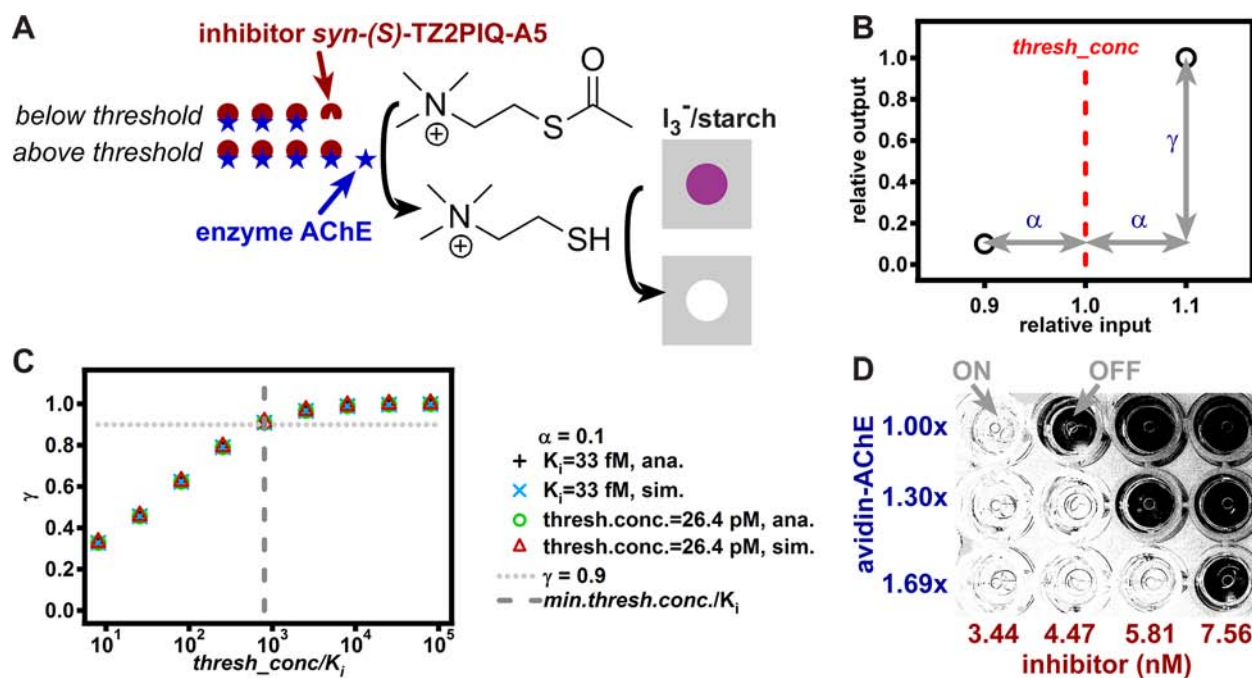 A
inhibitor syn-(S)-TZ2PIQ-A5
below threshold
above threshold
enzyme AChE
N
⊕
O
S
N
⊕
SH
I₃⁻/starch
B
thresh_conc
relative output
1.0
0.8
0.6
0.4
0.2
0.0
γ
α
α
0.9
1.0
1.1
relative input
C
γ
1.0
0.8
0.6
0.4
0.2
0.0
10¹
10²
10³
10⁴
10⁵
thresh_conc/Kᵢ
α = 0.1
Kᵢ=33 fM, ana.
Kᵢ=33 fM, sim.
thresh.conc.=26.4 pM, ana.
thresh.conc.=26.4 pM, sim.
γ = 0.9
min.thresh.conc./Kᵢ
D
ON
OFF
avidin-AChE
1.00x
1.30x
1.69x
3.44 4.47 5.81 7.56
inhibitor (nM)